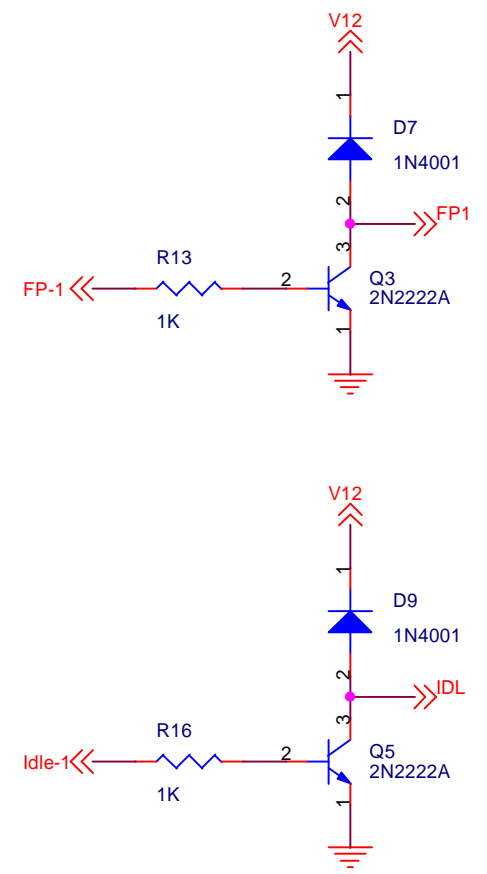 V12
1
D7
1N4001
2
FP1
3
R13
Q3
FP-1
2
2N2222A
1K
1
V12
1
D9
1N4001
2
IDL
3
R16
Q5
Idle-1
2
2N2222A
1K
1